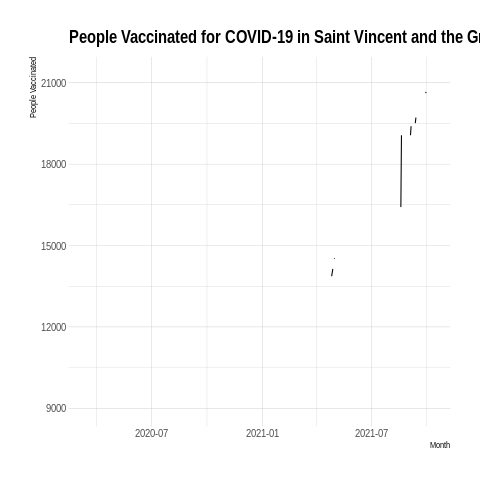 People Vaccinated for COVID-19 in Saint Vincent and the
People Vaccinated
21000
18000
15000
12000
9000
2020-07 2021-01 2021-07
Month